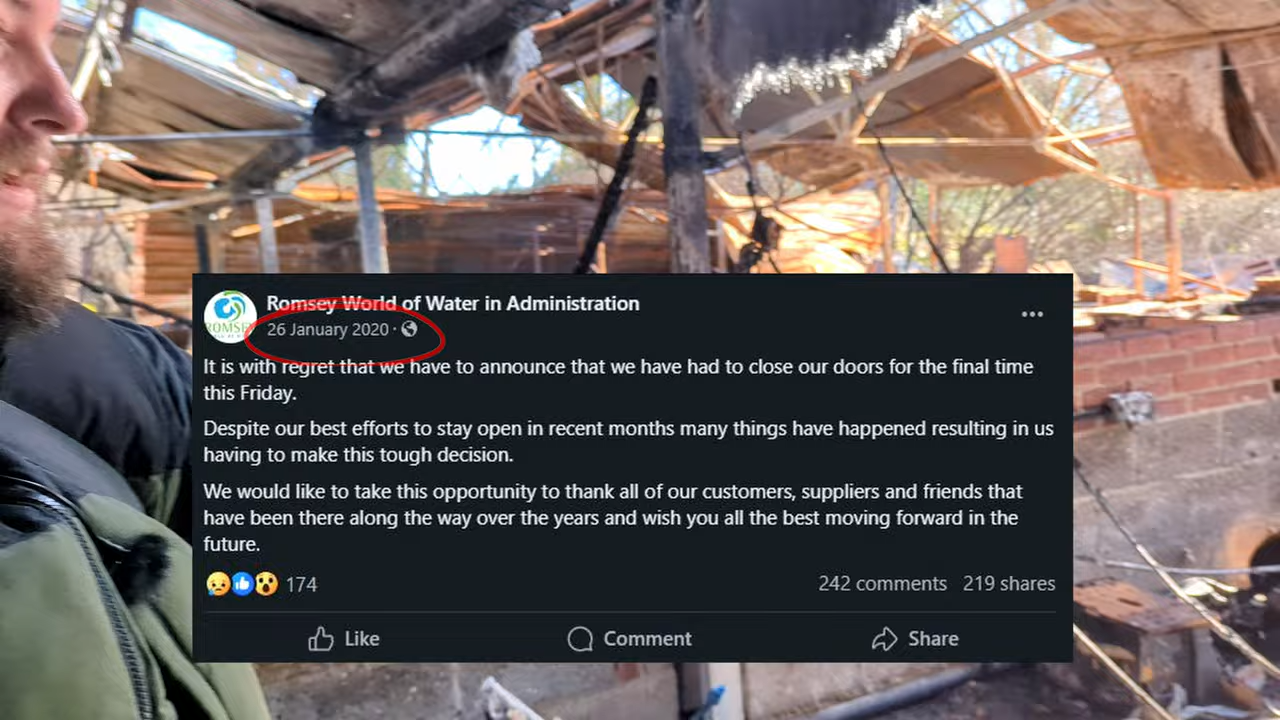 Romsey World of Water in Administration
26 January 2020 ·
It is with regret that we have to announce that we have had to close our doors for the final time
this Friday.
Despite our best efforts to stay open in recent months many things have happened resulting in us
having to make this tough decision.
We would like to take this opportunity to thank all of our customers, suppliers and friends that
have been there along the way over the years and wish you all the best moving forward in the
future.
174
242 comments 219 shares
Like Comment Share